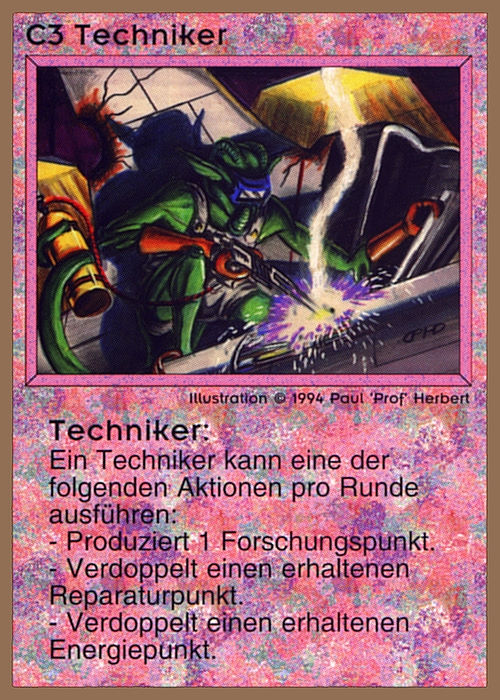 C3 Techniker
Illustration © 1994 Paul 'Prof' Herbert
Techniker:
Ein Techniker kann eine der
folgenden Aktionen pro Runde
ausführen:
- Produziert 1 Forschungspunkt.
- Verdoppelt einen erhaltenen
Reparaturpunkt.
- Verdoppelt einen erhaltenen
Energiepunkt.